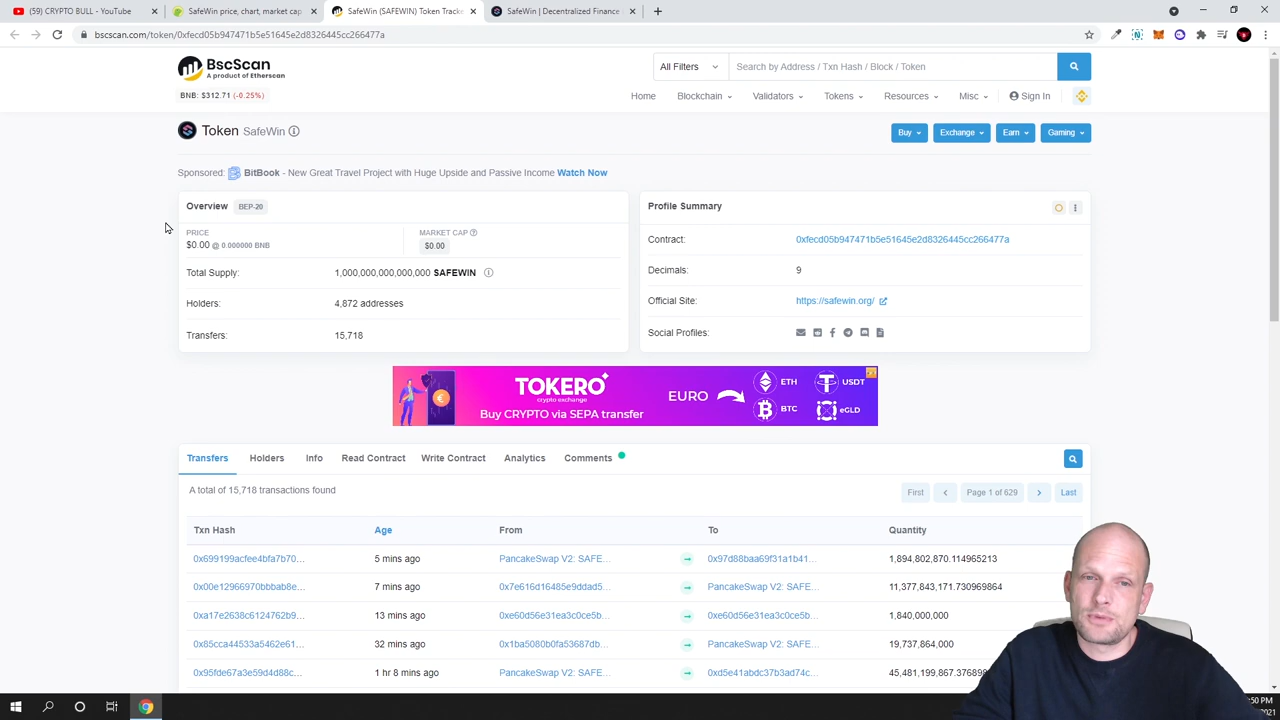 (59) CRYPTO BULL - YouTube
SafeWin price, chart, market cap
SafeWin (SAFEWIN) Token Tracke
SafeWin | Decentralized Finance
bscscan.com/token/0xfecd05b947471b5e51645e2d8326445cc266477a
BscScan
A product of Etherscan
All Filters
Search by Address / Txn Hash / Block / Token
BNB: $312.71 (-0.25%)
Home
Blockchain
Validators
Tokens
Resources
Misc
Sign In
Token SafeWin
Buy
Exchange
Earn
Gaming
Sponsored: BitBook - New Great Travel Project with Huge Upside and Passive Income Watch Now
Overview BEP-20
PRICE
$0.00 @ 0.000000 BNB
MARKET CAP
$0.00
Total Supply: 1,000,000,000,000,000 SAFEWIN
Holders: 4,872 addresses
Transfers: 15,718
Profile Summary
Contract: 0xfecd05b947471b5e51645e2d8326445cc266477a
Decimals: 9
Official Site: https://safewin.org/
Social Profiles:
TOKERO
crypto exchange
Buy CRYPTO via SEPA transfer
EURO
ETH
USDT
BTC
eGLD
Transfers Holders Info Read Contract Write Contract Analytics Comments
A total of 15,718 transactions found
First
Page 1 of 629
Last
Txn Hash Age From To Quantity
0x699199acfee4bfa7b70... 5 mins ago PancakeSwap V2: SAFE... 0x97d88baa69f31a1b41... 1,894,802,870.114965213
0x00e12966970bbbab8e... 7 mins ago 0x7e616d16485e9ddad5... PancakeSwap V2: SAFE... 11,377,843,171.730969864
0xa17e2638c6124762b9... 13 mins ago 0xe60d56e31ea3c0ce5b... 0xe60d56e31ea3c0ce5b... 1,840,000,000
0x85cca44533a5462e61... 32 mins ago 0x1ba5080b0fa53687db... PancakeSwap V2: SAFE... 19,737,864,000
0x95fde67a3e59d4d88c... 1 hr 8 mins ago PancakeSwap V2: SAFE... 0xd5e41abdc37b3ad74c... 45,481,199,867.376898
:50 PM
2021